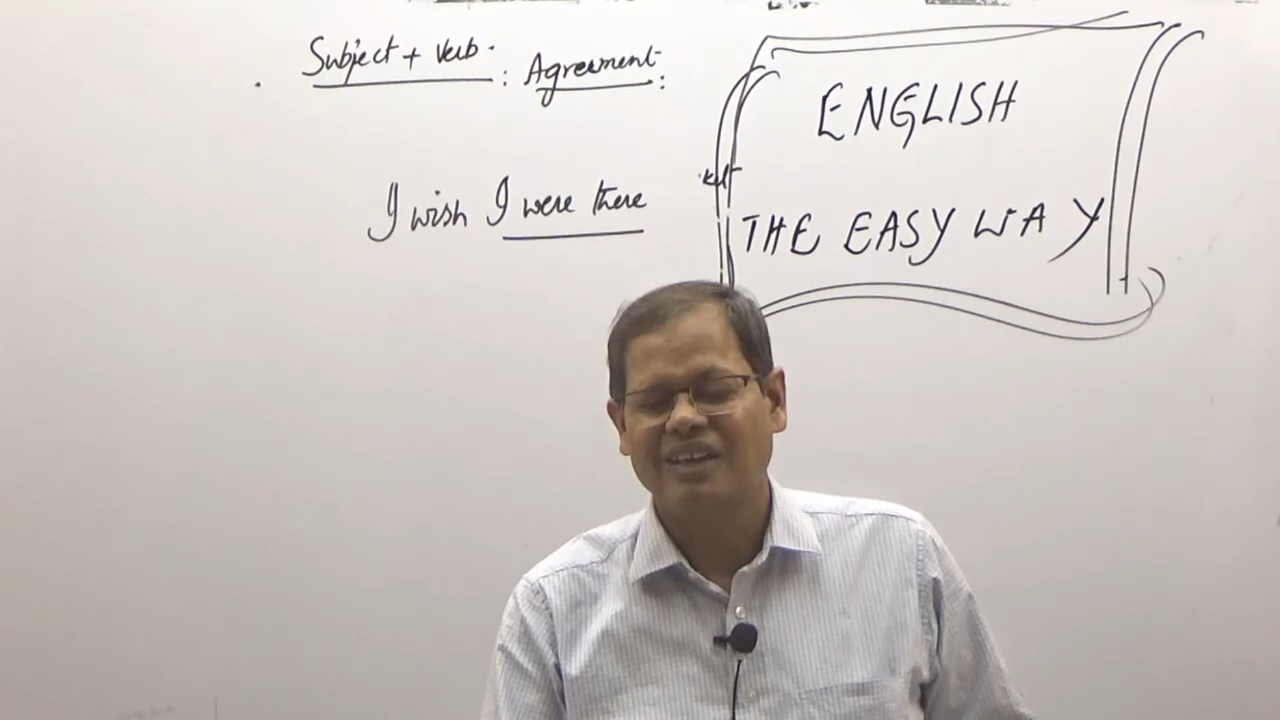 Subject + Verb : Agreement :
I wish I were there
ENGLISH
THE EASY WAY